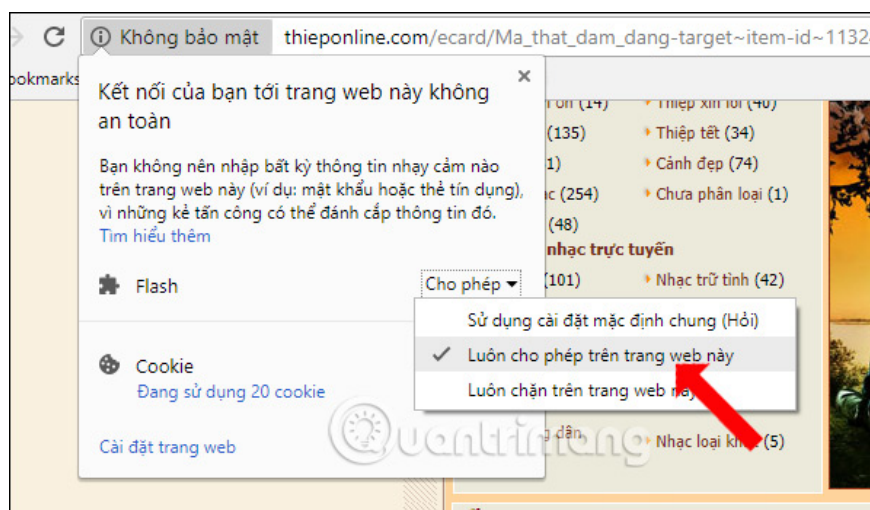 Không bảo mật thieponline.com/ecard/Ma_that_dam_dang-target~item-id~1132
ookmarks
Kết nối của bạn tới trang web này không
an toàn
Bạn không nên nhập bất kỳ thông tin nhạy cảm nào
trên trang web này (ví dụ: mật khẩu hoặc thẻ tín dụng),
vì những kẻ tấn công có thể đánh cắp thông tin đó.
Tìm hiểu thêm
Flash Cho phép
Sử dụng cài đặt mặc định chung (Hỏi)
Luôn cho phép trên trang web này
Luôn chặn trên trang web
Cookie
Đang sử dụng 20 cookie
Cài đặt trang web
ơn (14) Thiệp xin lỗi (40)
(135) Thiệp tết (34)
1) Cảnh đẹp (74)
(254) Chưa phân loại (1)
(48)
nhạc trực tuyến
(101) Nhạc trữ tình (42)
dân Nhạc loại (5)
Quantrimang